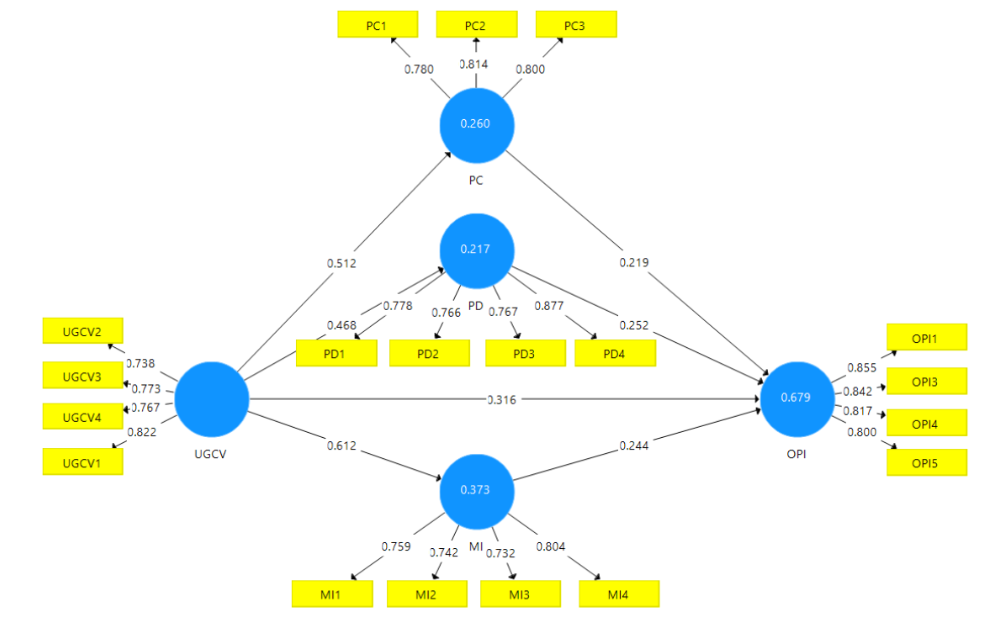 PC1 PC2 PC3
0.780 0.814 0.800
0.260
PC
0.217
PD
0.512
0.219
0.468
0.778 0.766 0.767 0.877
0.252
PD1 PD2 PD3 PD4
UGCV2
UGCV3
UGCV4
UGCV1
0.738
0.773
0.767
0.822
UGCV
0.316
0.679
OPI
0.855
0.842
0.817
0.800
OPI1
OPI3
OPI4
OPI5
0.612
0.244
0.373
MI
0.759 0.742 0.732 0.804
MI1 MI2 MI3 MI4